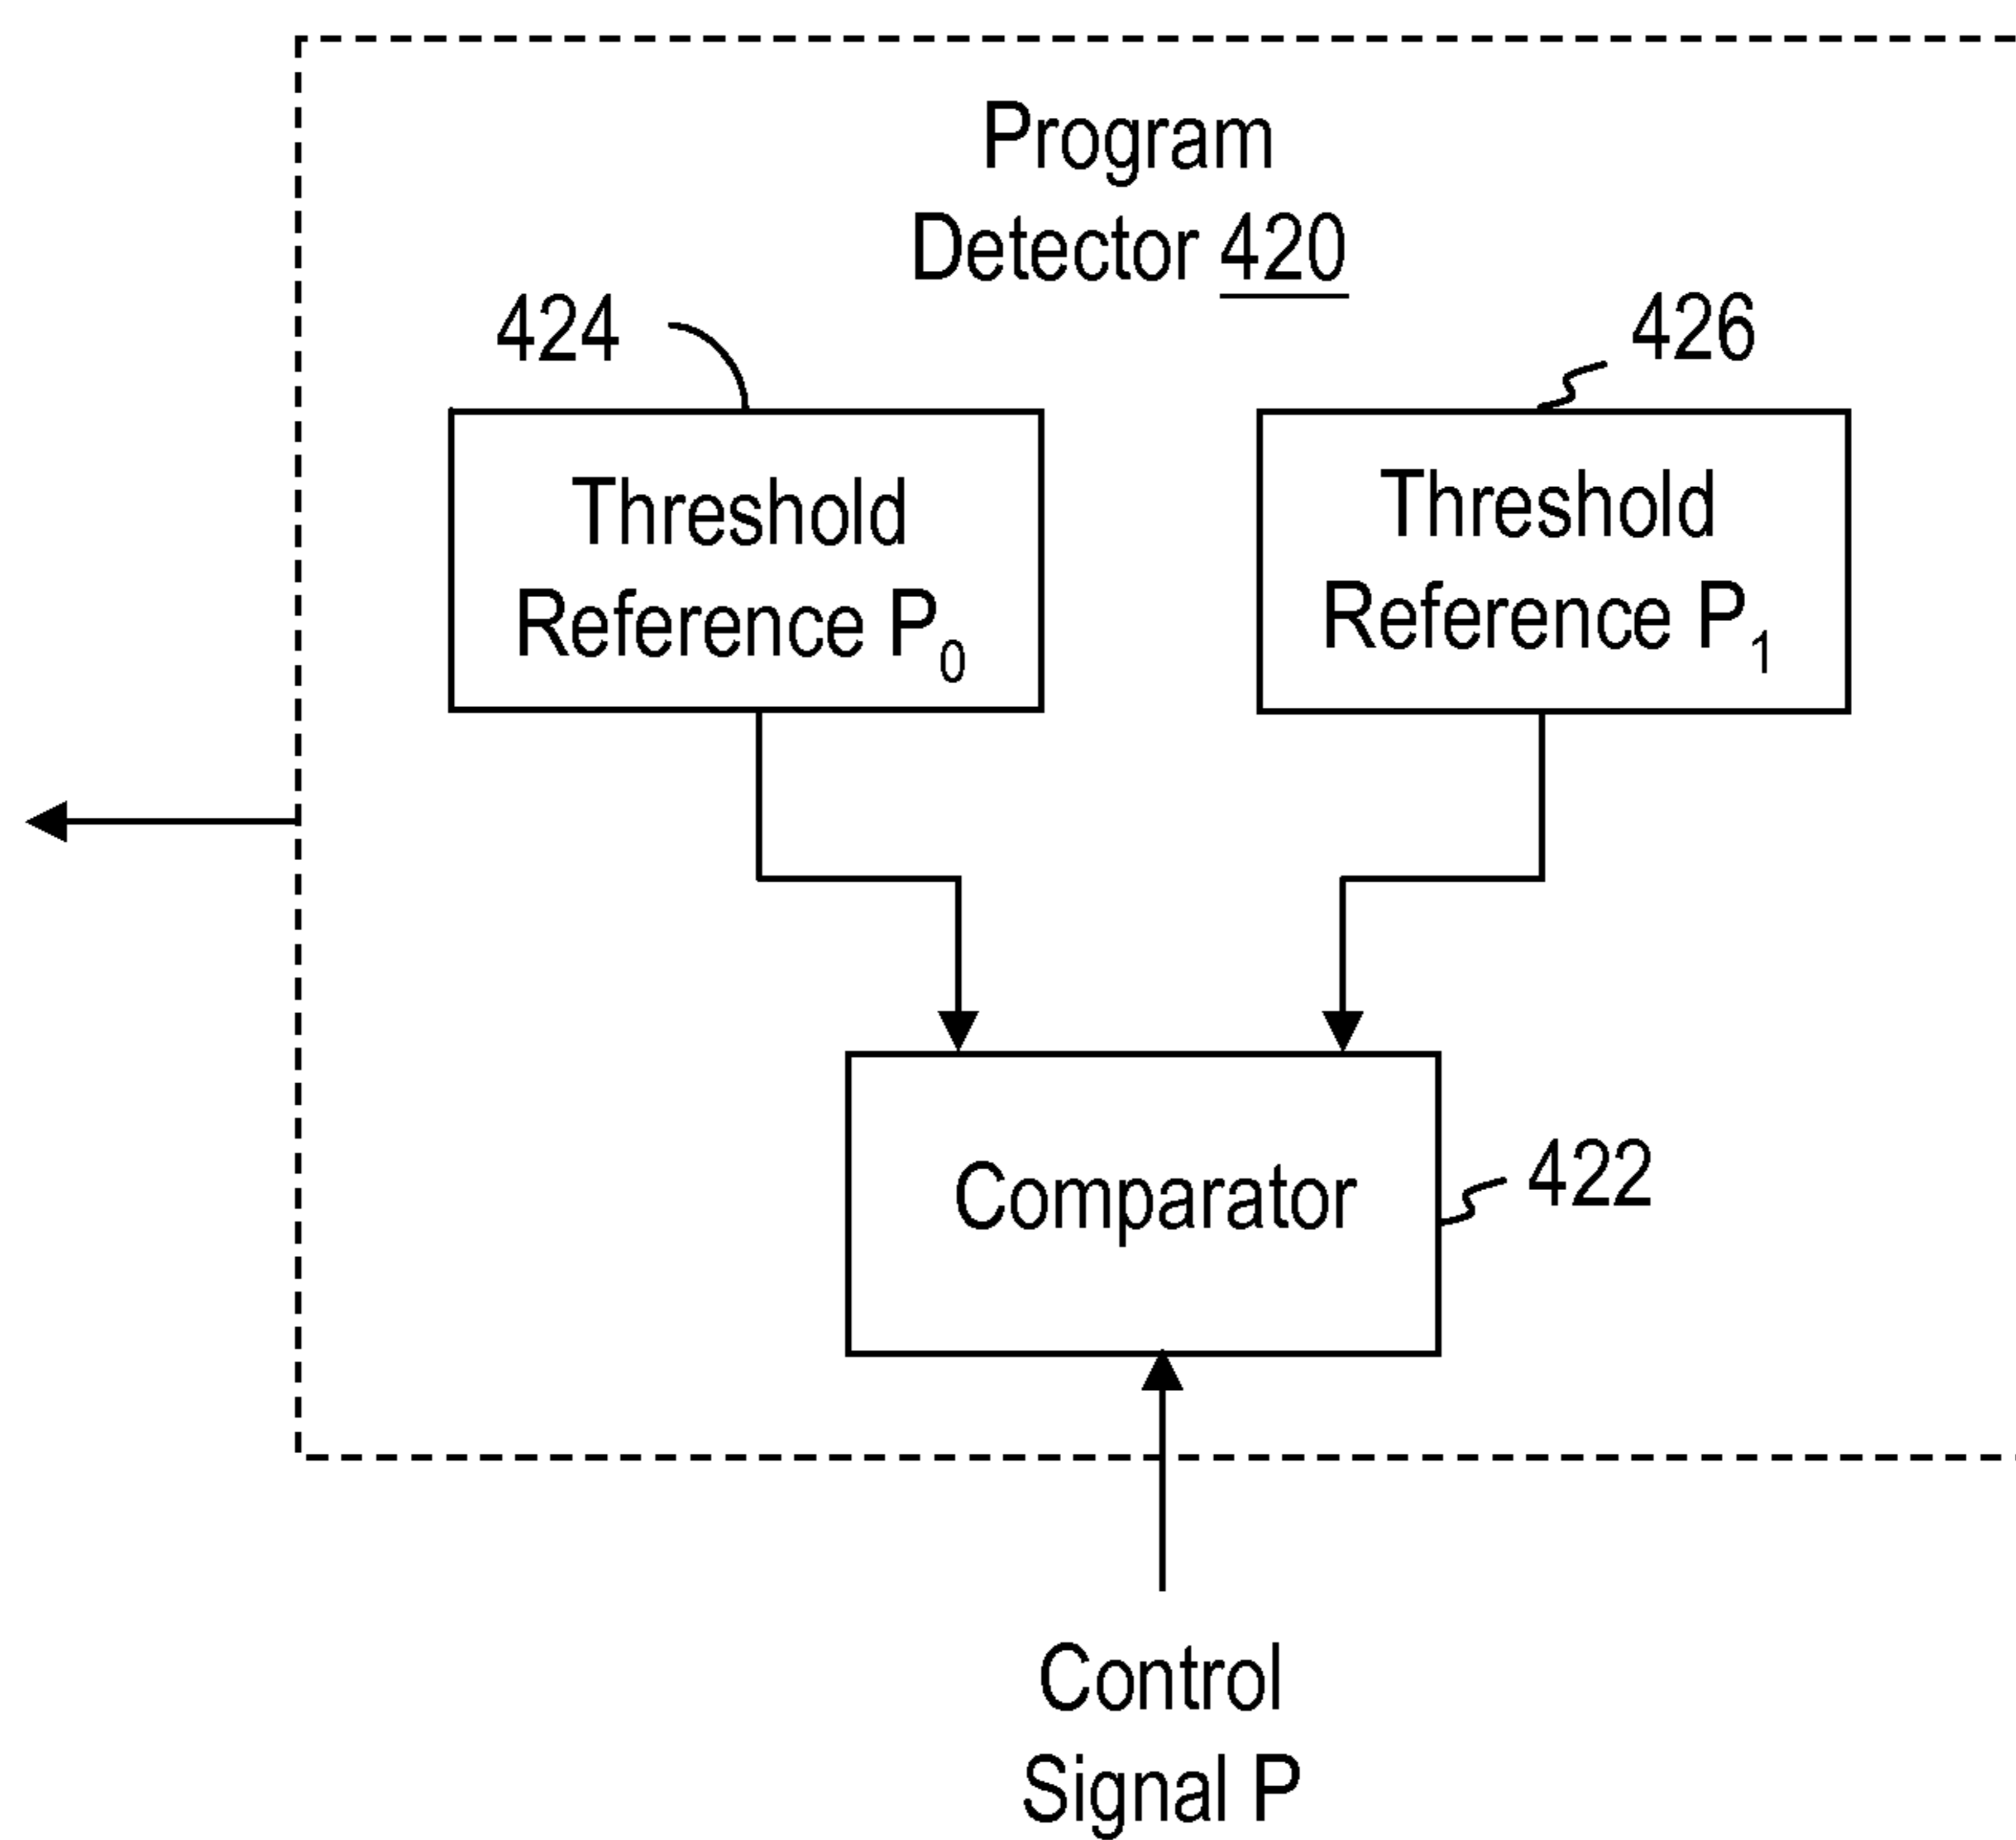 Program
Detector 420
424
426
Threshold
Reference P₀
Threshold
Reference P₁
Comparator
422
Control
Signal P